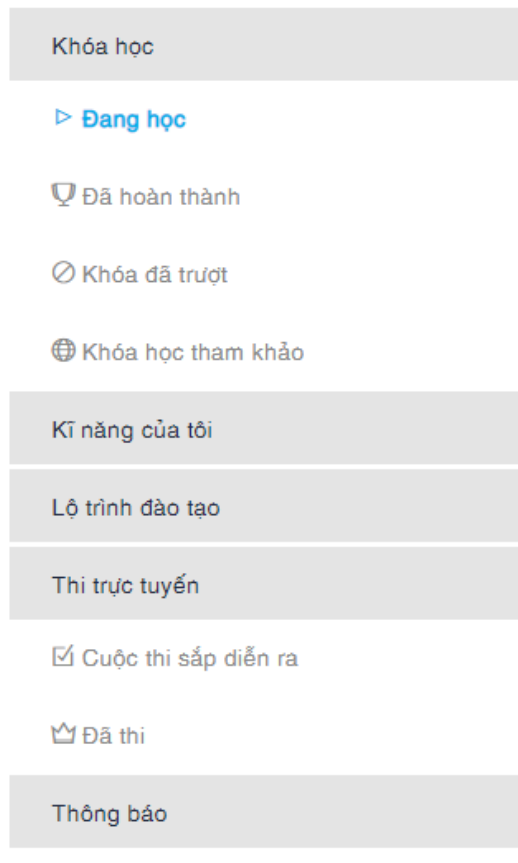 Khóa học
Đang học
Đã hoàn thành
Khóa đã trượt
Khóa học tham khảo
Kĩ năng của tôi
Lộ trình đào tạo
Thi trực tuyến
Cuộc thi sắp diễn ra
Đã thi
Thông báo